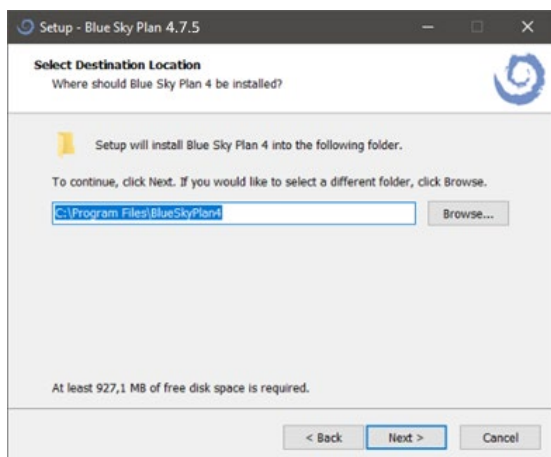 Setup - Blue Sky Plan 4.7.5
Select Destination Location
Where should Blue Sky Plan 4 be installed?
Setup will install Blue Sky Plan 4 into the following folder.
To continue, click Next. If you would like to select a different folder, click Browse.
C:\Program Files\BlueSkyPlan4
Browse...
At least 927,1 MB of free disk space is required.
< Back Next > Cancel